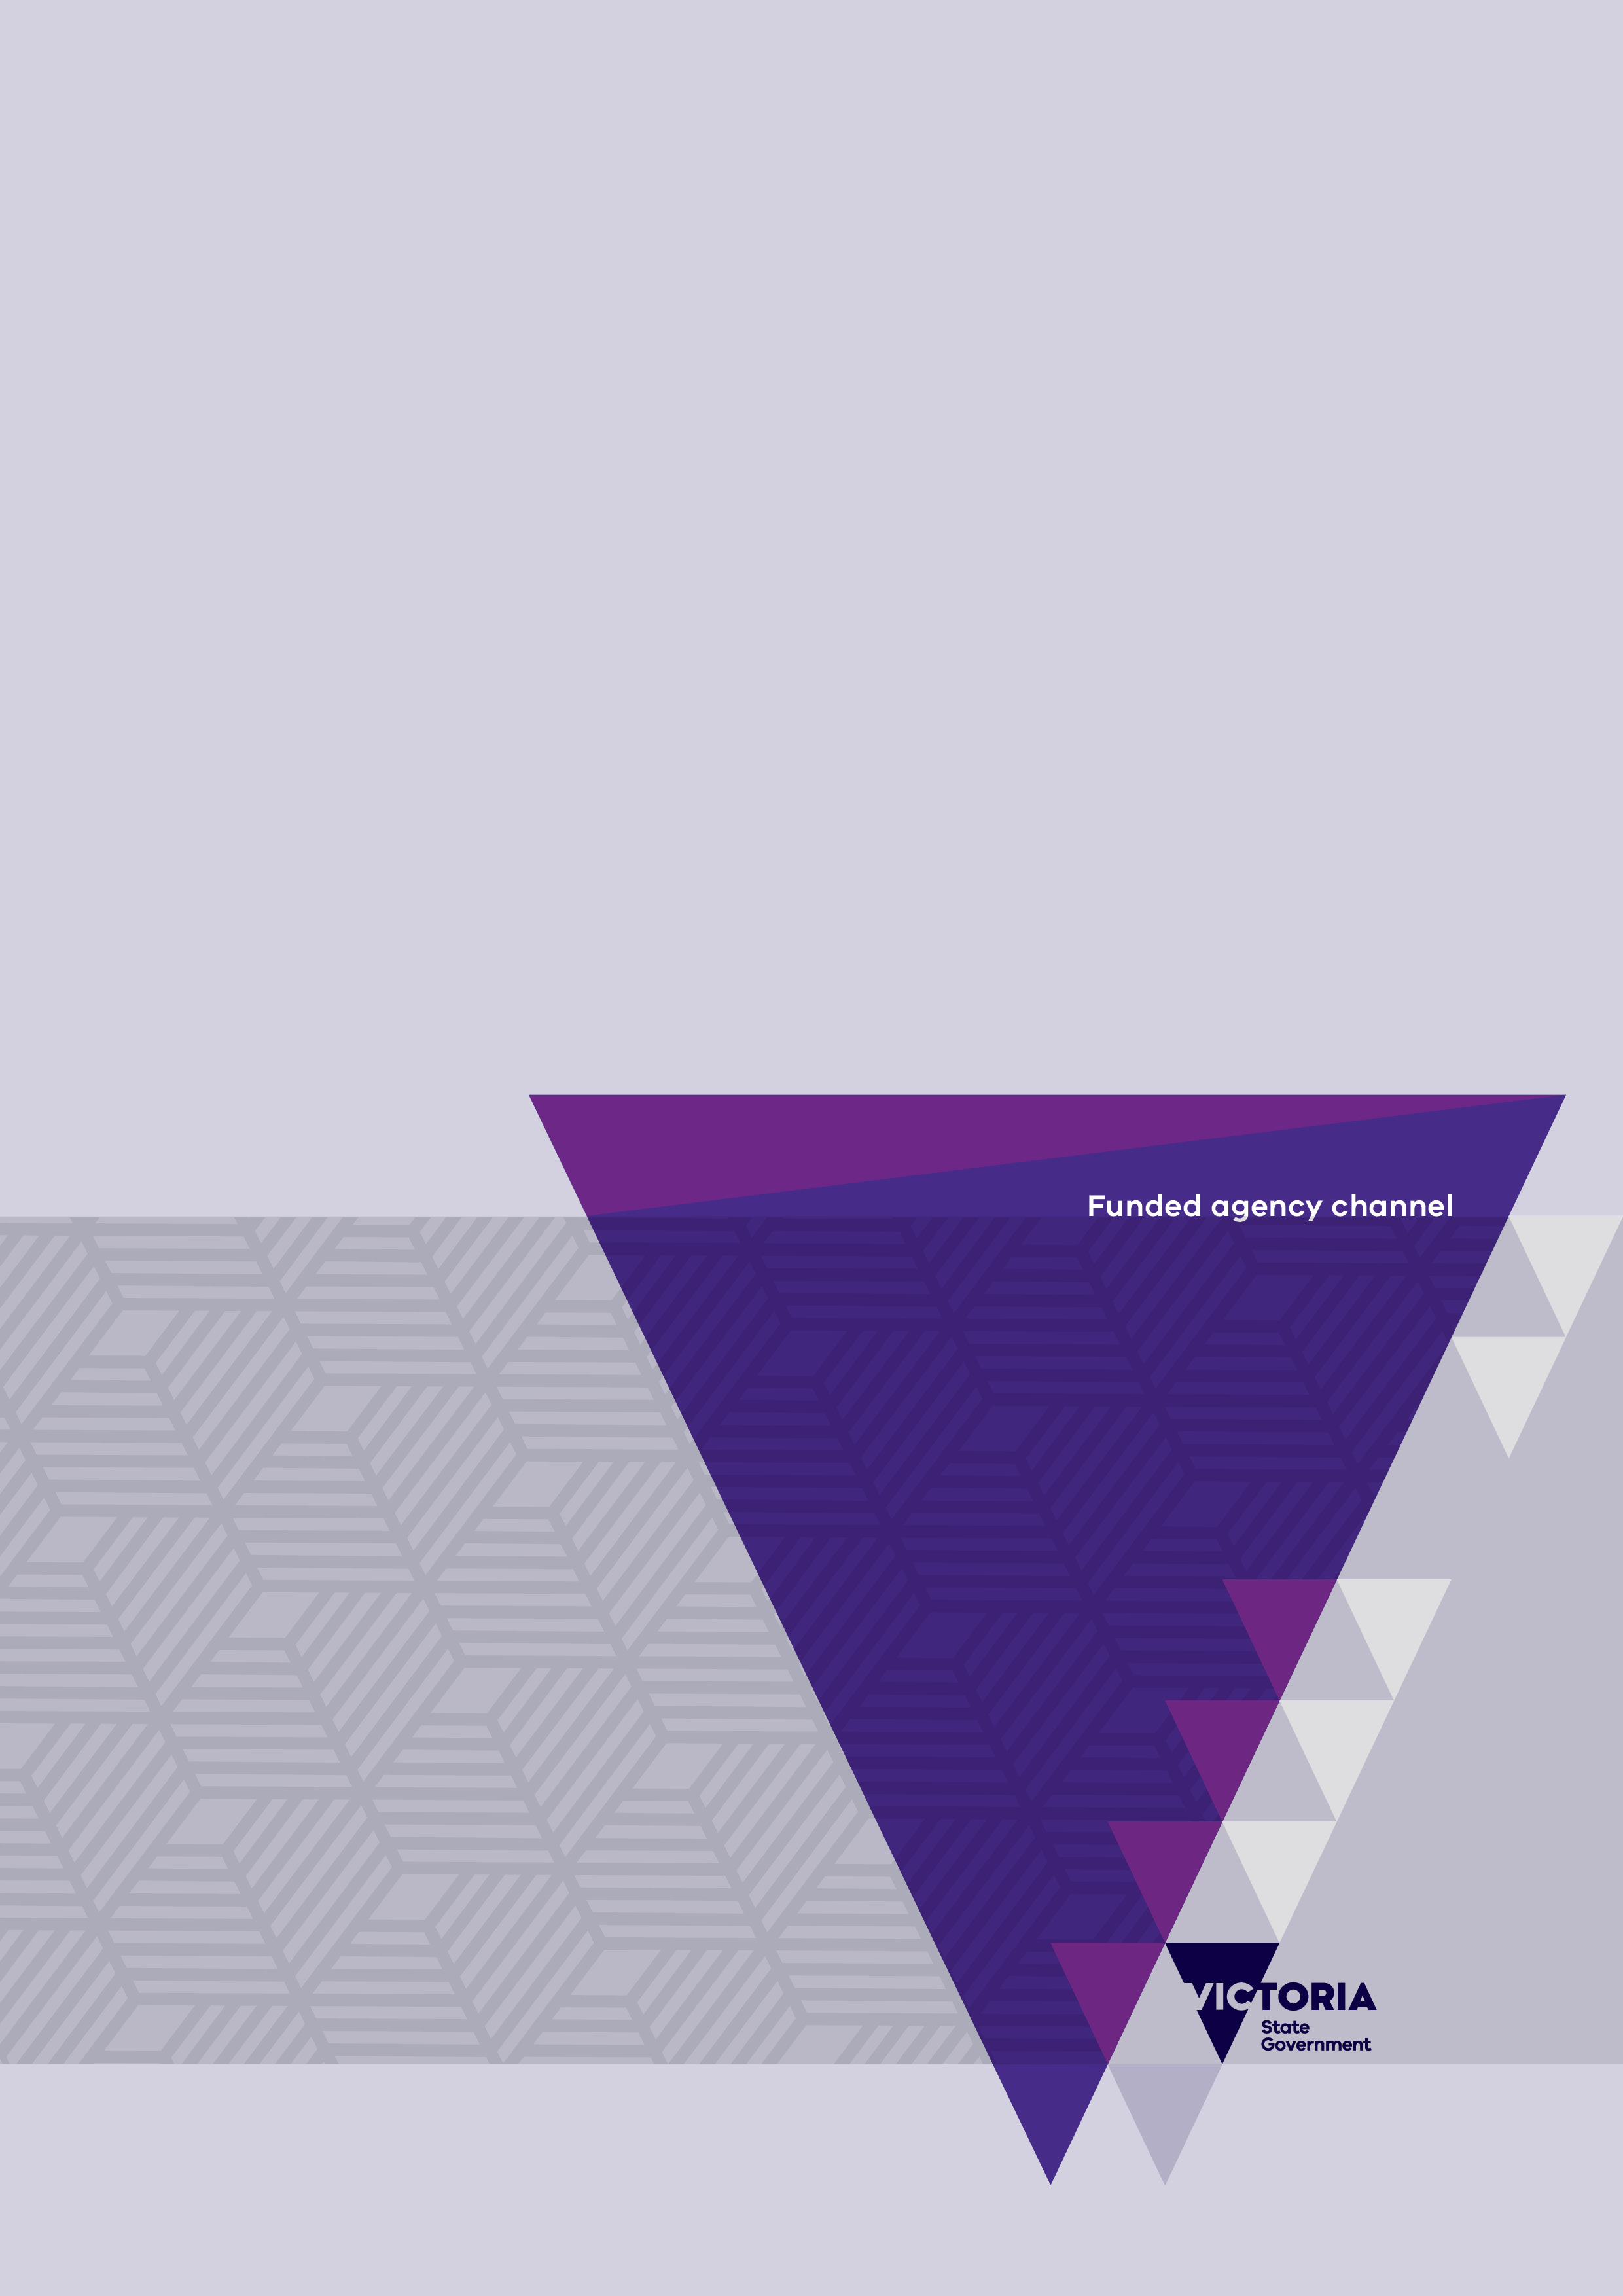 Funded agency channel
VICTORIA
State
Government